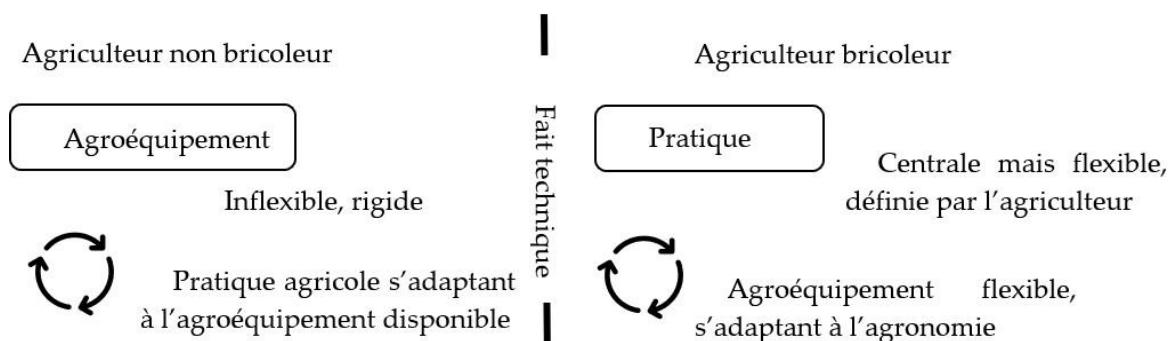 Agriculteur non bricoleur
Agroéquipement
Inflexible, rigide
Pratique agricole s’adaptant
à l’agroéquipement disponible
Fait technique
Agriculteur bricoleur
Pratique
Centrale mais flexible,
définie par l’agriculteur
Agroéquipement flexible,
s’adaptant à l’agronomie